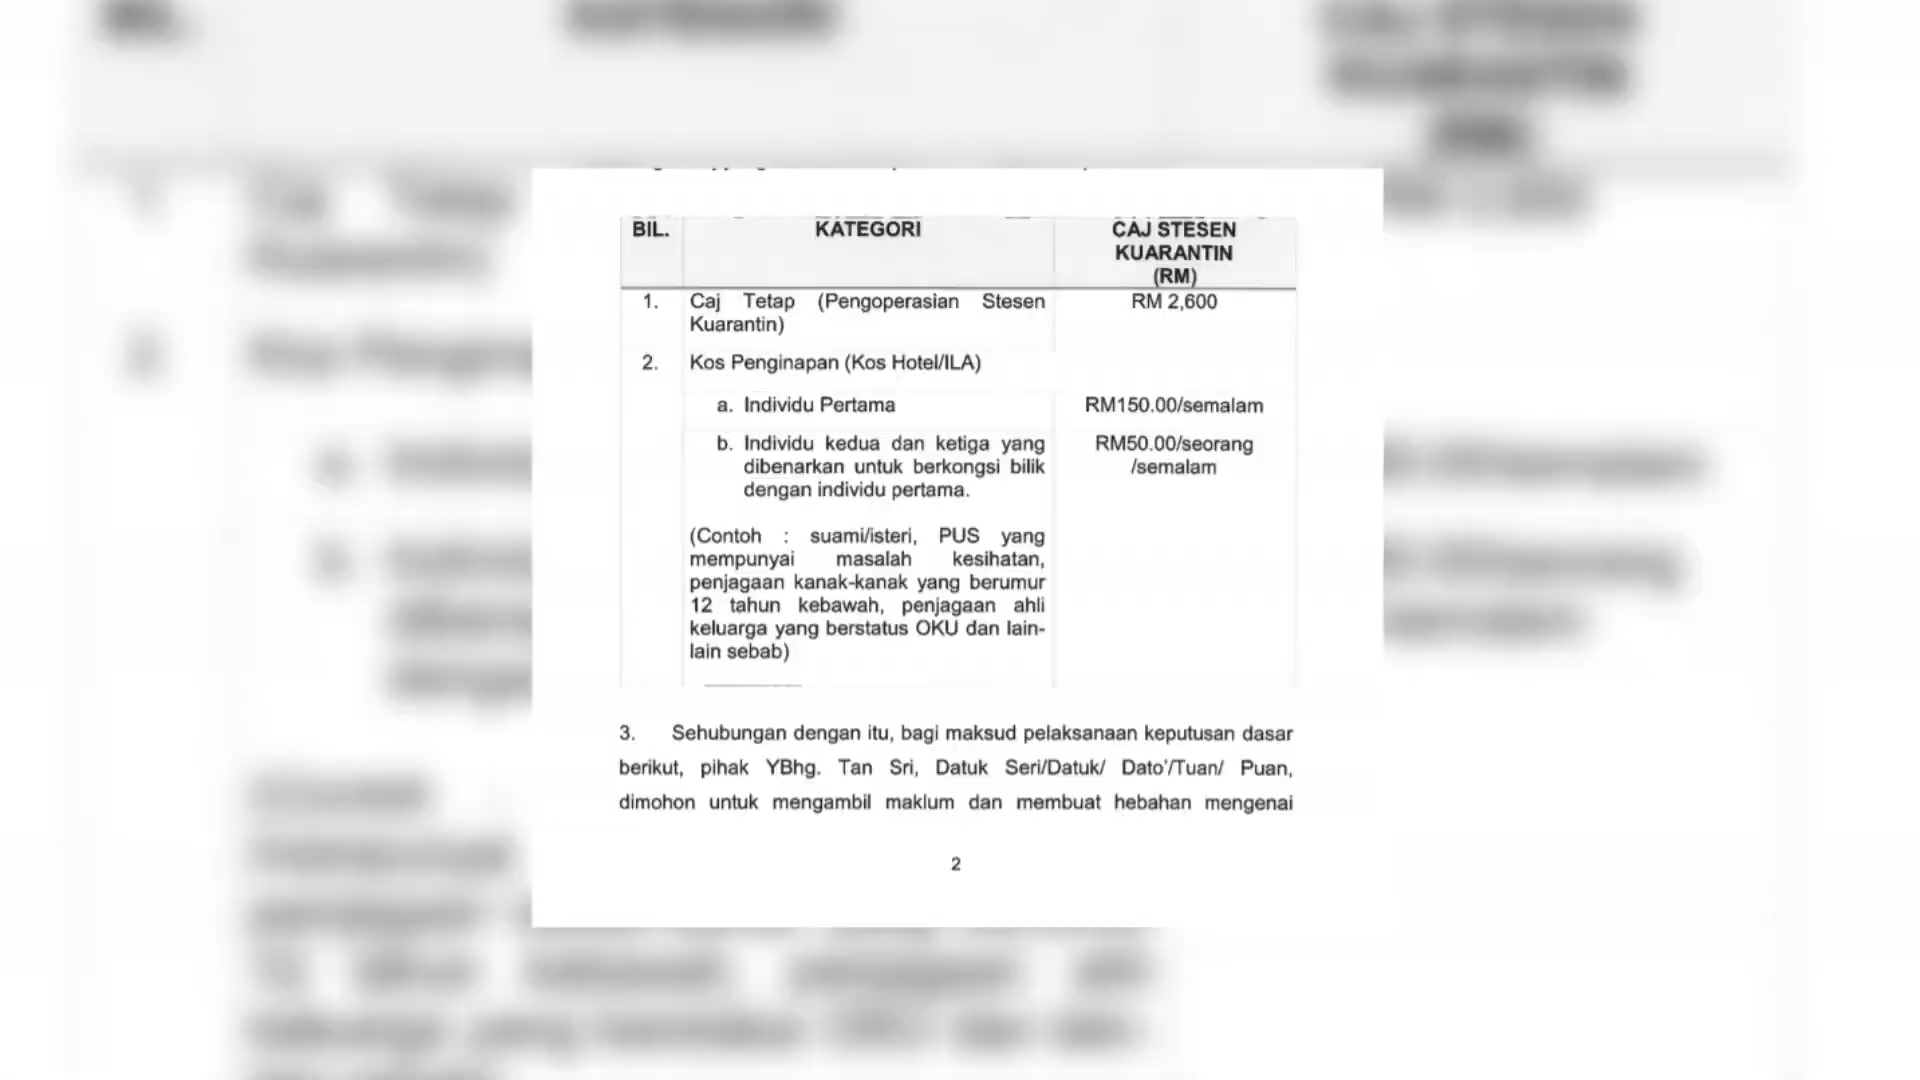 BIL. KATEGORI CAJ STESEN
KUARANTIN
(RM)
1. Caj Tetap (Pengoperasian Stesen RM 2,600
Kuarantin)
2. Kos Penginapan (Kos Hotel/ILA)
a. Individu Pertama RM150.00/semalam
b. Individu kedua dan ketiga yang RM50.00/seorang
dibenarkan untuk berkongsi bilik /semalam
dengan individu pertama.
(Contoh : suami/isteri, PUS yang
mempunyai masalah kesihatan,
penjagaan kanak-kanak yang berumur
12 tahun kebawah, penjagaan ahli
keluarga yang berstatus OKU dan lain-
lain sebab)
3. Sehubungan dengan itu, bagi maksud pelaksanaan keputusan dasar
berikut, pihak YBhg. Tan Sri, Datuk Seri/Datuk/ Dato'/Tuan/ Puan,
dimohon untuk mengambil maklum dan membuat hebahan mengenai
2